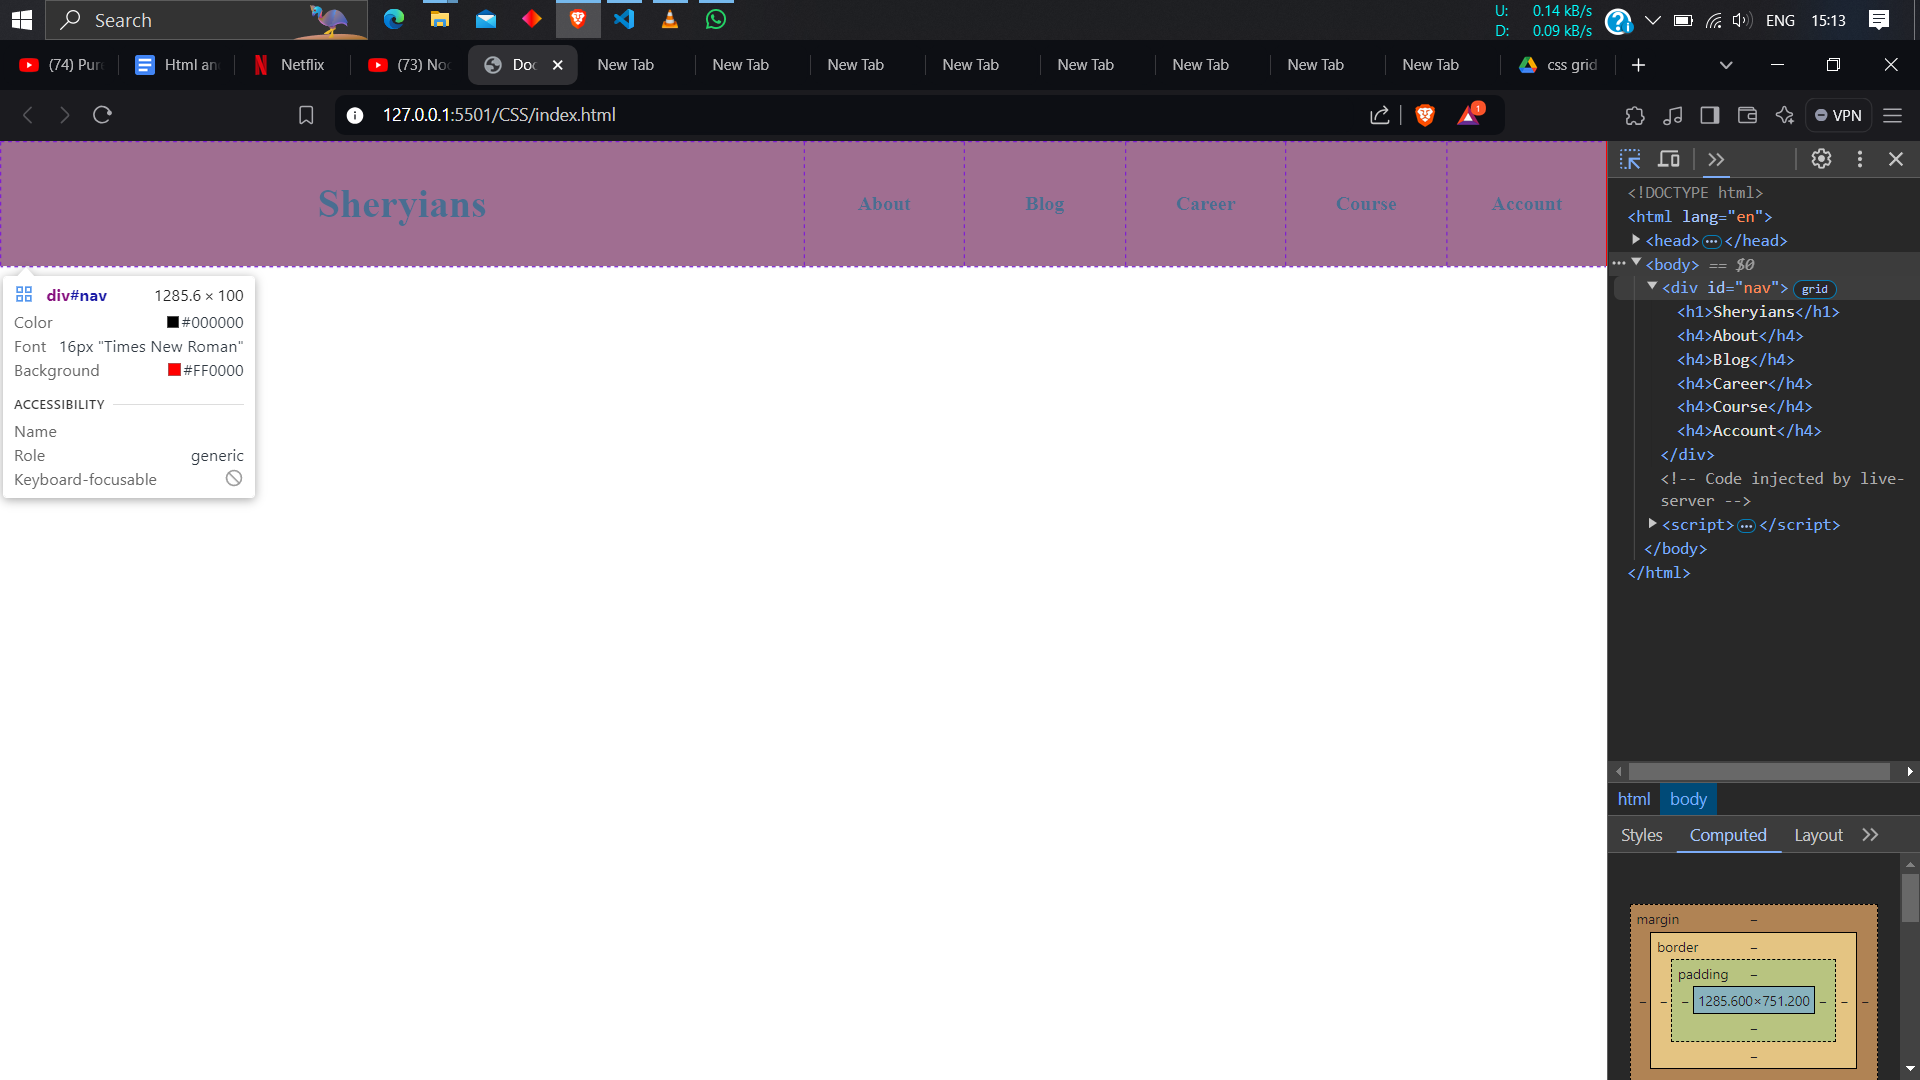 Search
U: 0.14 kB/s
D: 0.09 kB/s
ENG 15:13
(74) Pur
Html an
Netflix
(73) No
Doc
New Tab
New Tab
New Tab
New Tab
New Tab
New Tab
New Tab
New Tab
css grid
127.0.0.1:5501/CSS/index.html
1
VPN
Sheryians About Blog Career Course Account
div#nav 1285.6 × 100
Color #000000
Font 16px "Times New Roman"
Background #FF0000
ACCESSIBILITY
Name
Role generic
Keyboard-focusable
<!DOCTYPE html>
<html lang="en">
<head>…</head>
<body> == $0
<div id="nav"> grid
<h1>Sheryians</h1>
<h4>About</h4>
<h4>Blog</h4>
<h4>Career</h4>
<h4>Course</h4>
<h4>Account</h4>
</div>
<!-- Code injected by live-
server -->
<script>…</script>
</body>
</html>
html body
Styles Computed Layout
margin –
border –
padding –
– – – 1285.600×751.200 – – –
–
–